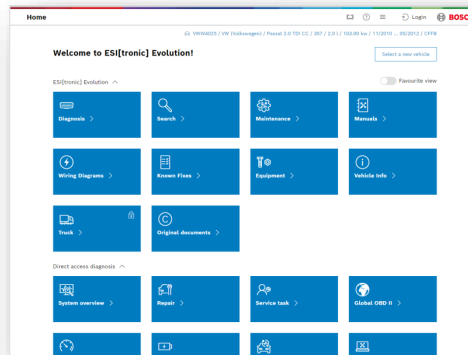 Home
Login
BOSC
VWW4025 / VW (Volkswagen) / Passat 2.0 TDI CC / 357 / 2.0 l / 103.00 kw / 11/2010 ... 05/2012 / CFFB
Welcome to ESI[tronic] Evolution!
Select a new vehicle
ESI[tronic] Evolution
Favourite view
Diagnosis >
Search >
Maintenance >
Manuals >
Wiring Diagrams >
Known Fixes >
Equipment >
Vehicle Info >
Truck >
Original documents >
Direct access diagnosis
System overview >
Repair >
Service task >
Global OBD II >